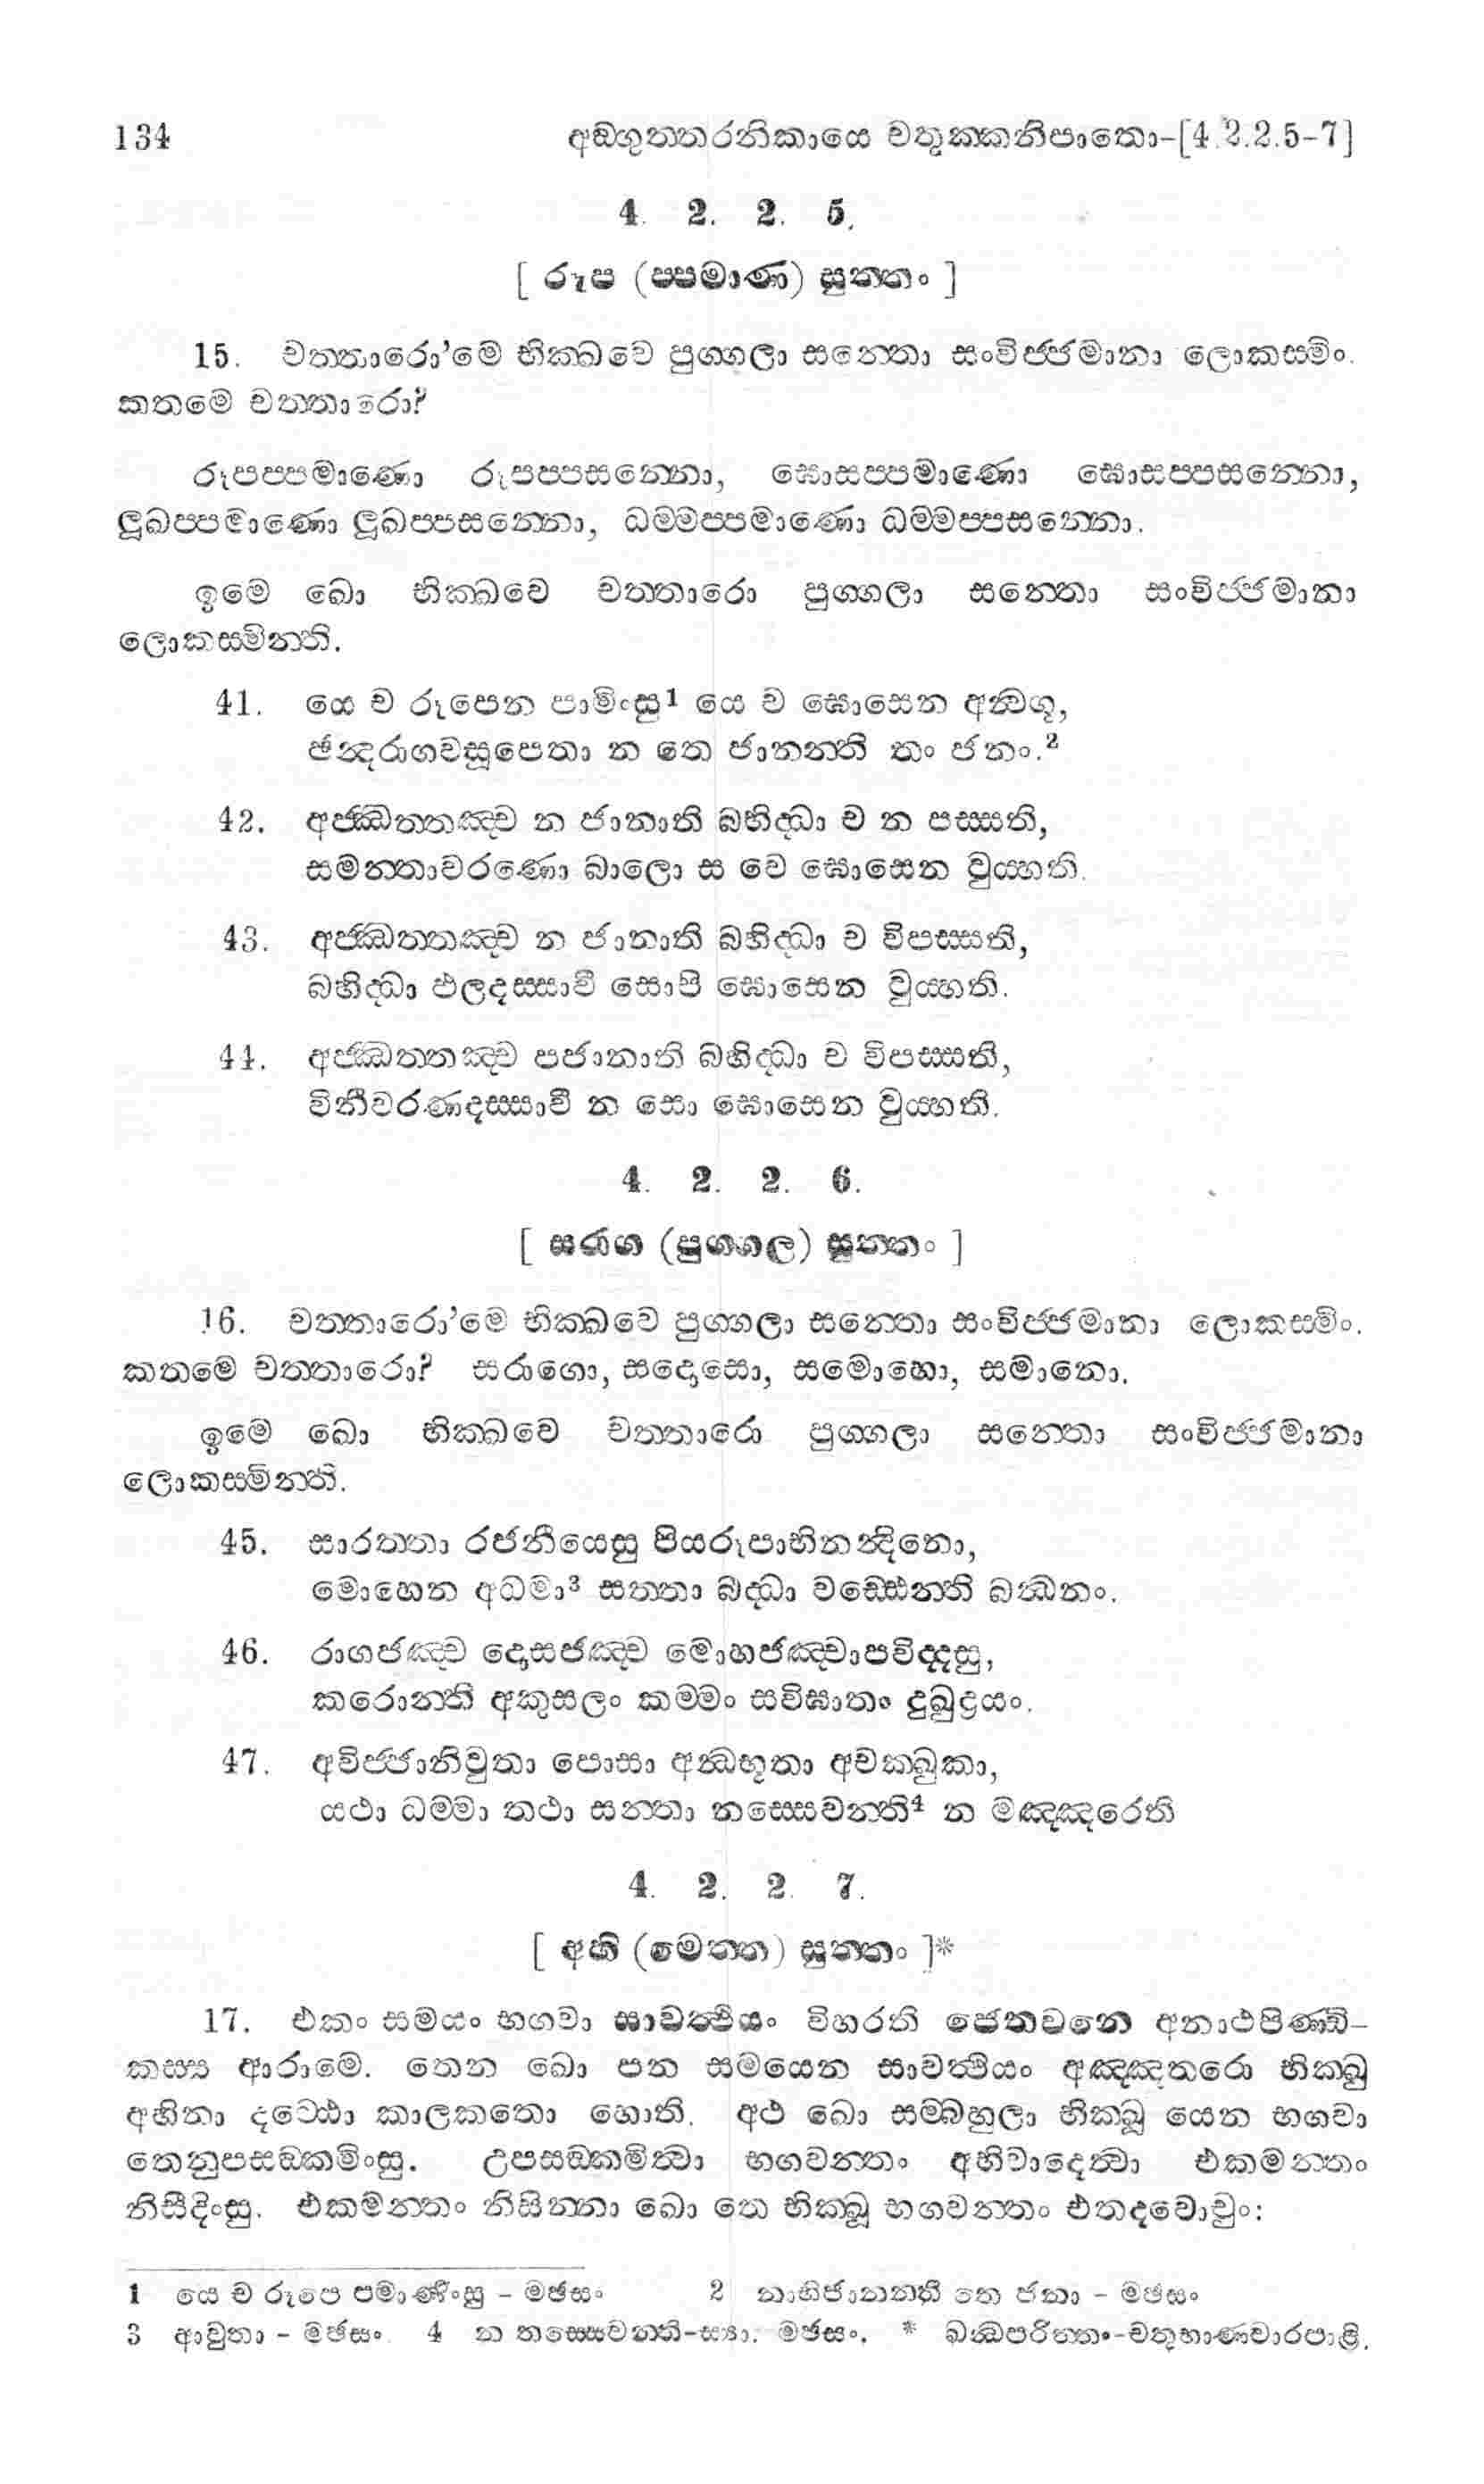 134 අඞ්ගුත්තරනිකායෙ චතුක්කනිපාතො-[4.2.2.5-7]
4. 2. 2. 5.
[ රූප (ප්පමාණ) සුත්තං ]
15. චත්තාරො’මෙ භික්ඛවෙ පුග්ගලා සන්තො සංවිජ්ජමානා ලොකස්මිං.
කතමෙ චත්තාරො?
රූපප්පමාණො රූපප්පසන්නො, ඝොසප්පමාණො ඝොසප්පසන්නො,
ලූඛප්පමාණො ලූඛප්පසන්නො, ධම්මප්පමාණො ධම්මප්පසන්නො.
ඉමෙ ඛො භික්ඛවෙ චත්තාරො පුග්ගලා සන්තො සංවිජ්ජමානා
ලොකස්මින්ති.
41. යෙ ච රූපෙන පාමිංසු1 යෙ ච ඝොසෙන අන්වගූ,
ඡන්දරාගවසූපෙතා න තෙ ජානන්ති තං ජනං.2
42. අජ්ඣත්තඤ්ච න ජානාති බහිද්ධා ච න පස්සති,
සමන්තාවරණො බාලො ස වෙ ඝොසෙන වුය්හති.
43. අජ්ඣත්තඤ්ච න ජානාති බහිද්ධා ච විපස්සති,
බහිද්ධා ඵලදස්සාවී සොපි ඝොසෙන වුය්හති.
44. අජ්ඣත්තඤ්ච පජානාති බහිද්ධා ච විපස්සති,
විනීවරණදස්සාවී න සො ඝොසෙන වුය්හති.
4. 2. 2. 6.
[ සරාග (පුග්ගල) සුත්තං ]
16. චත්තාරො’මෙ භික්ඛවෙ පුග්ගලා සන්තො සංවිජ්ජමානා ලොකස්මිං.
කතමෙ චත්තාරො? සරාගො, සදොසො, සමොහො, සමානො.
ඉමෙ ඛො භික්ඛවෙ චත්තාරො පුග්ගලා සන්තො සංවිජ්ජමානා
ලොකස්මින්ති.
45. සාරත්තා රජනීයෙසු පියරූපාභිනන්දිනො,
මොහෙන අධමා3 සත්තා බද්ධා වඩ්ඪෙන්ති බන්ධනං.
46. රාගජඤ්ච දොසජඤ්ච මොහජඤ්චාපවිද්දසු,
කරොන්ති අකුසලං කම්මං සවිඝාතං දුඛුද්‍රයං.
47. අවිජ්ජානිවුතා පොසා අන්ධභූතා අචක්ඛුකා,
යථා ධම්මා තථා සන්තා නස්සෙවන්ති4 න මඤ්ඤරෙති
4. 2. 2. 7.
[ අහි (මෙත්ත) සුත්තං ]*
17. එකං සමයං භගවා සාවත්ථියං විහරති ජෙතවනෙ අනාථපිණ්ඩි-
කස්ස ආරාමෙ. තෙන ඛො පන සමයෙන සාවත්ථියං අඤ්ඤතරො භික්ඛු
අහිනා දට්ඨො කාලකතො හොති. අථ ඛො සම්බහුලා භික්ඛූ යෙන භගවා
තෙනුපසඞ්කමිංසු. උපසඞ්කමිත්වා භගවන්තං අභිවාදෙත්වා එකමන්තං
නිසීදිංසු. එකමන්තං නිසින්නා ඛො තෙ භික්ඛූ භගවන්තං එතදවොචුං:
1 යෙ ච රූපෙ පමාණිංසු - මඡසං 2 නාභිජානන්ති තෙ ජනා - මඡසං
3 ආවුතා - මඡසං. 4 න තස්සෙවන්ති-ස්‍යා. මඡසං. * ඛන්ධපරිත්තං-චතුභාණවාරපාළි.